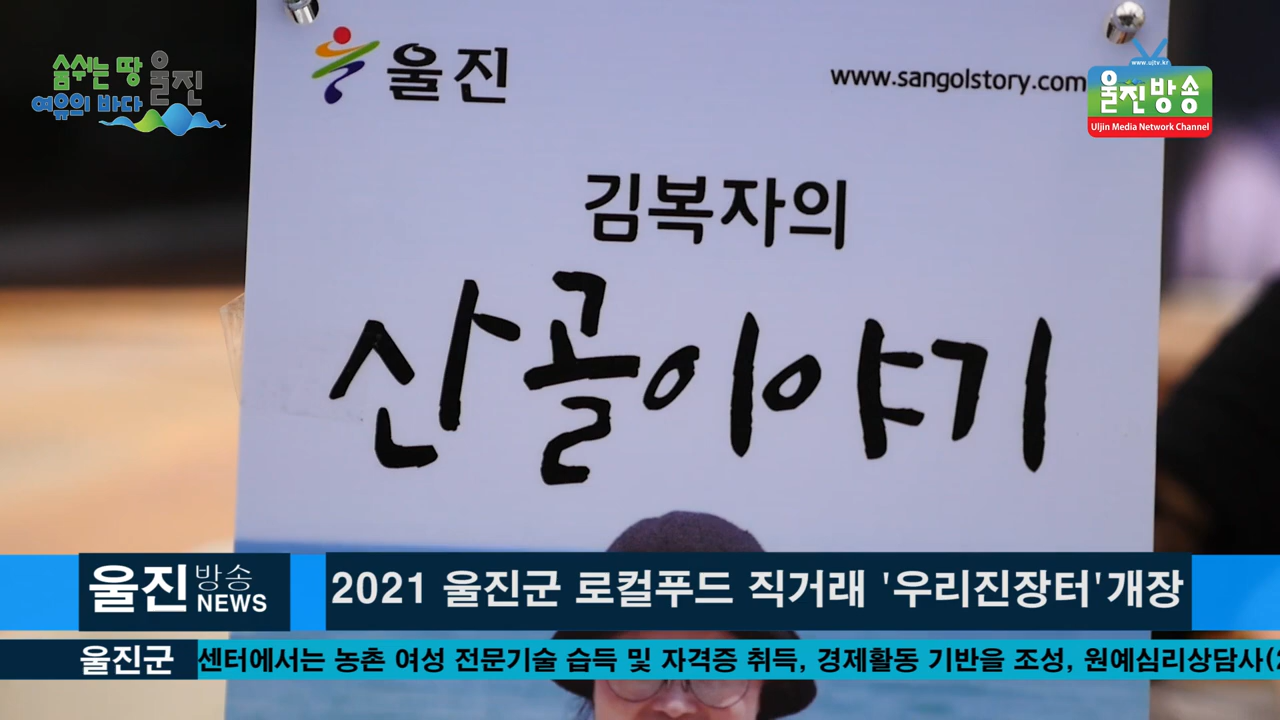 숨쉬는 땅
여유의 바다
울진
울진
www.sangolstory.com
www.ujtv.kr
울진방송
Uljin Media Network Channel
김복자의
산골이야기
울진 방송 NEWS
2021 울진군 로컬푸드 직거래 '우리진장터'개장
울진군
센터에서는 농촌 여성 전문기술 습득 및 자격증 취득, 경제활동 기반을 조성, 원예심리상담사(